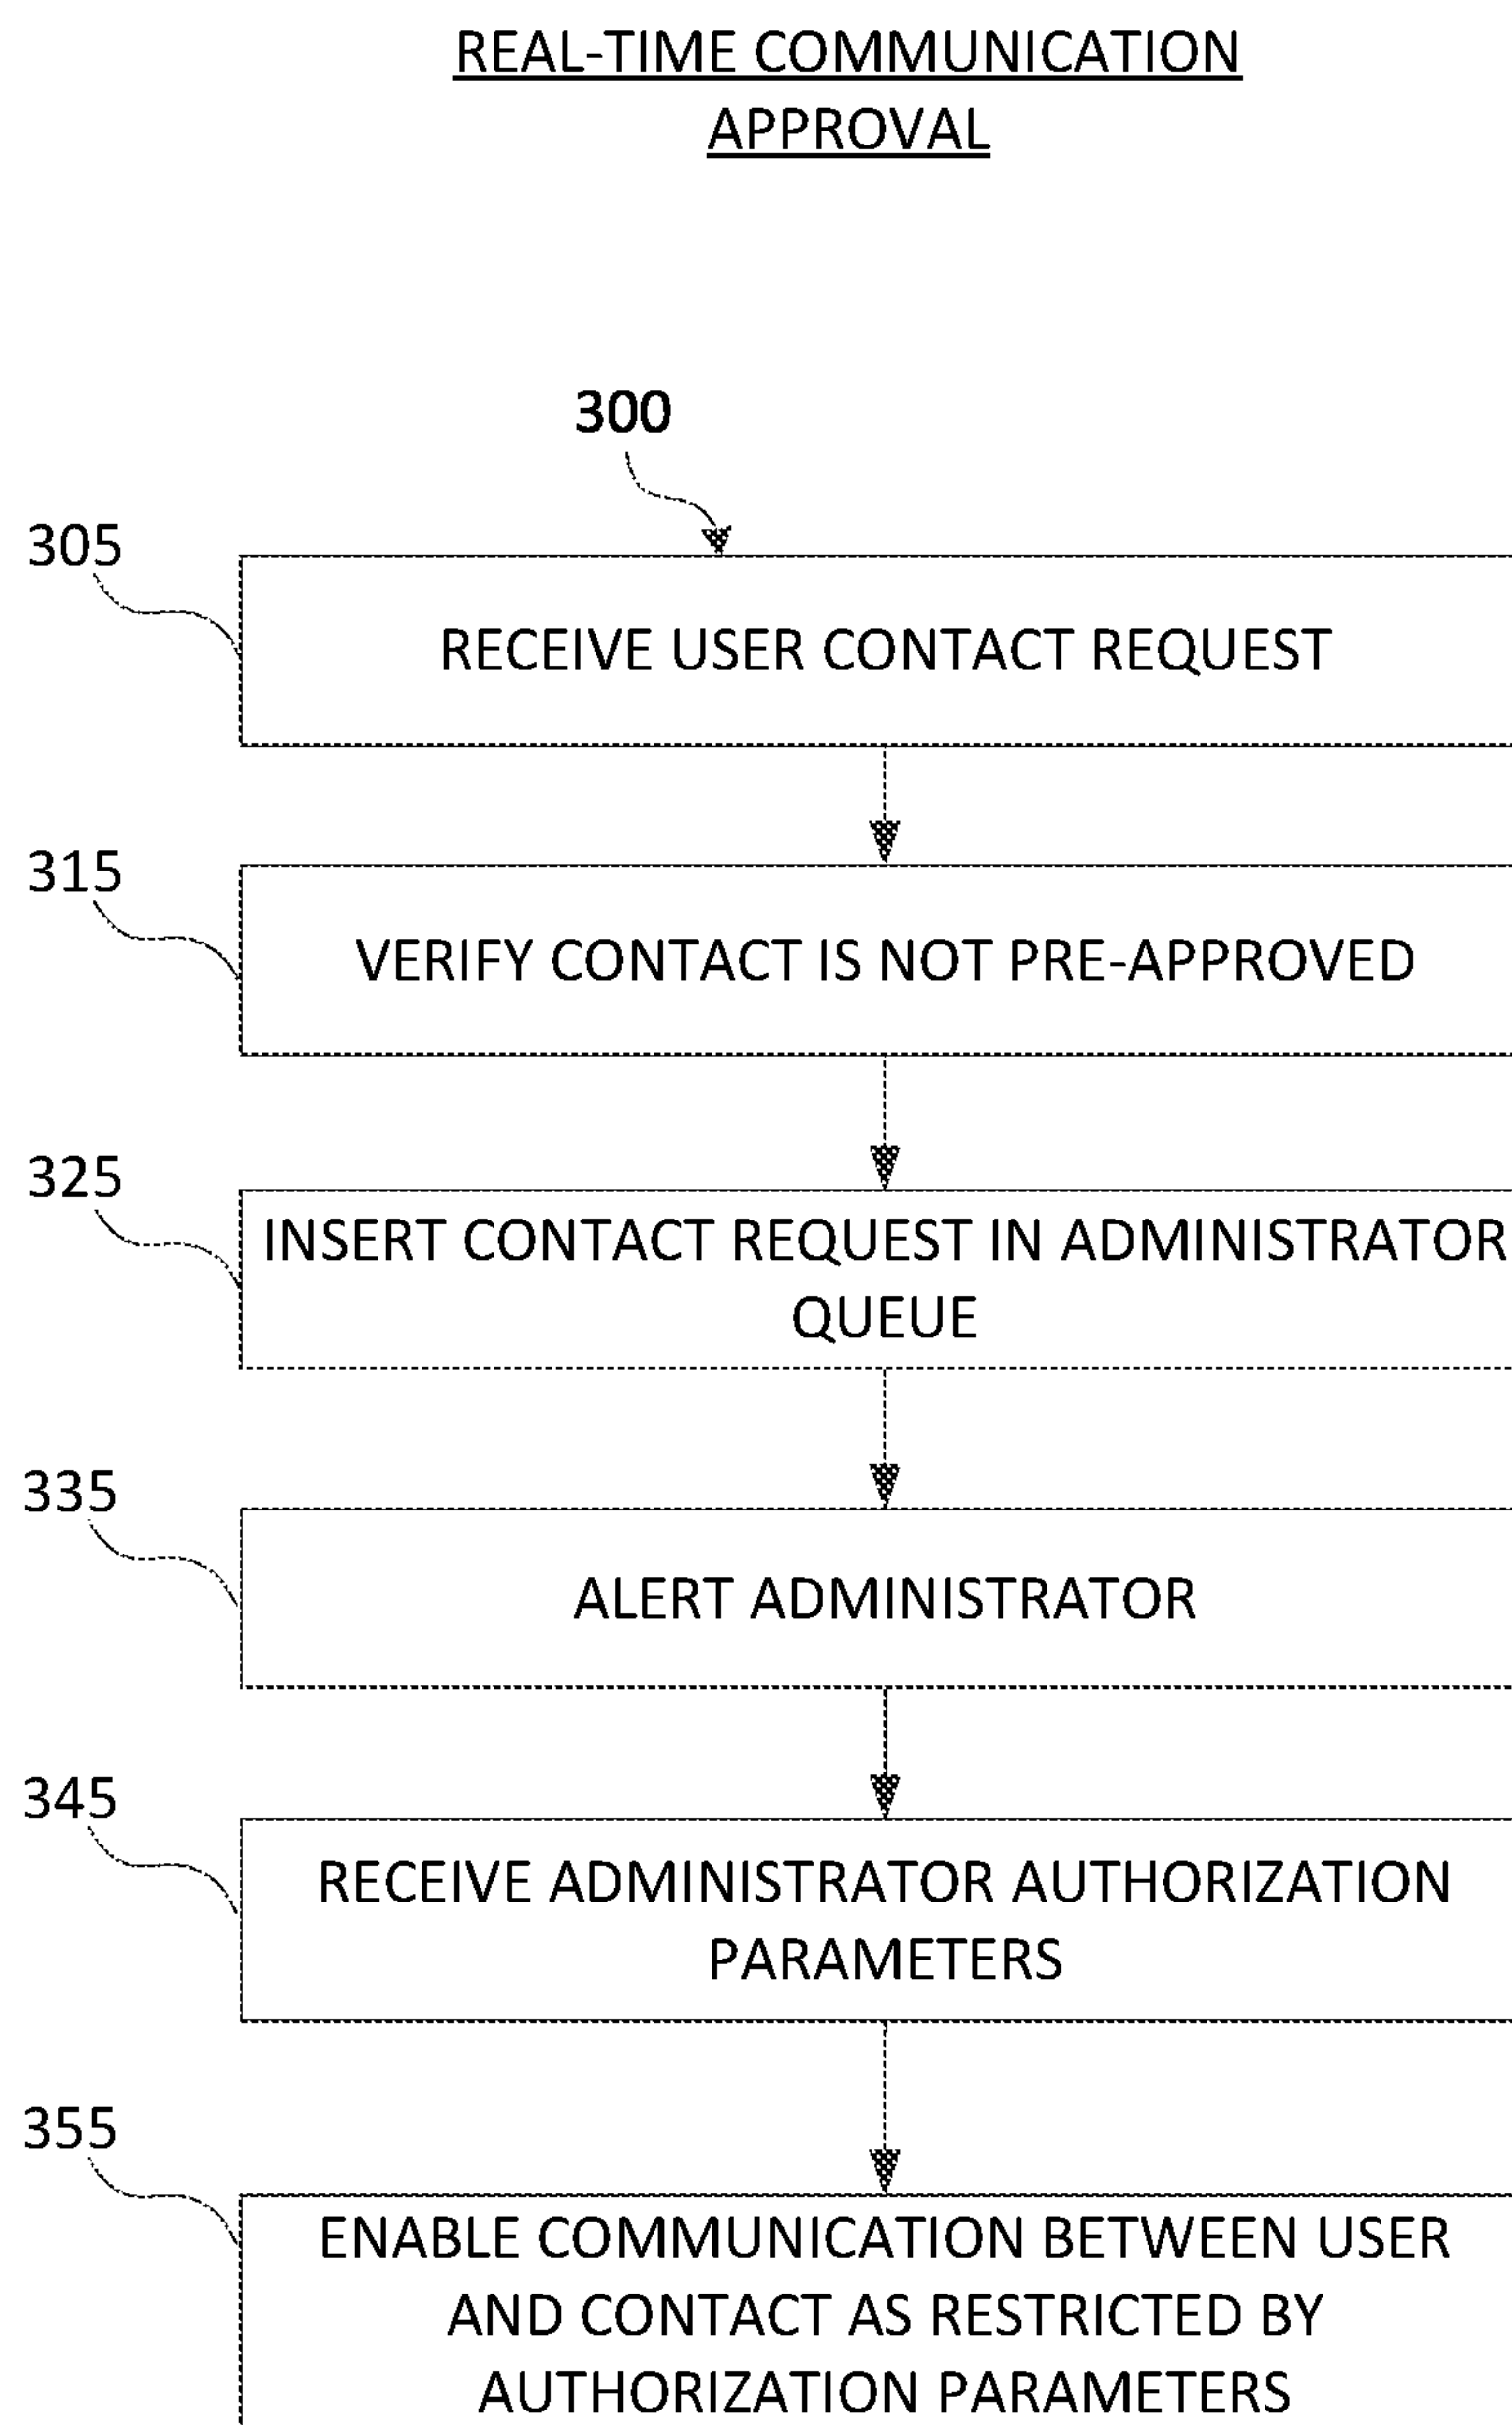 REAL-TIME COMMUNICATION
APPROVAL
300
305
RECEIVE USER CONTACT REQUEST
315
VERIFY CONTACT IS NOT PRE-APPROVED
325
INSERT CONTACT REQUEST IN ADMINISTRATOR
QUEUE
335
ALERT ADMINISTRATOR
345
RECEIVE ADMINISTRATOR AUTHORIZATION
PARAMETERS
355
ENABLE COMMUNICATION BETWEEN USER
AND CONTACT AS RESTRICTED BY
AUTHORIZATION PARAMETERS